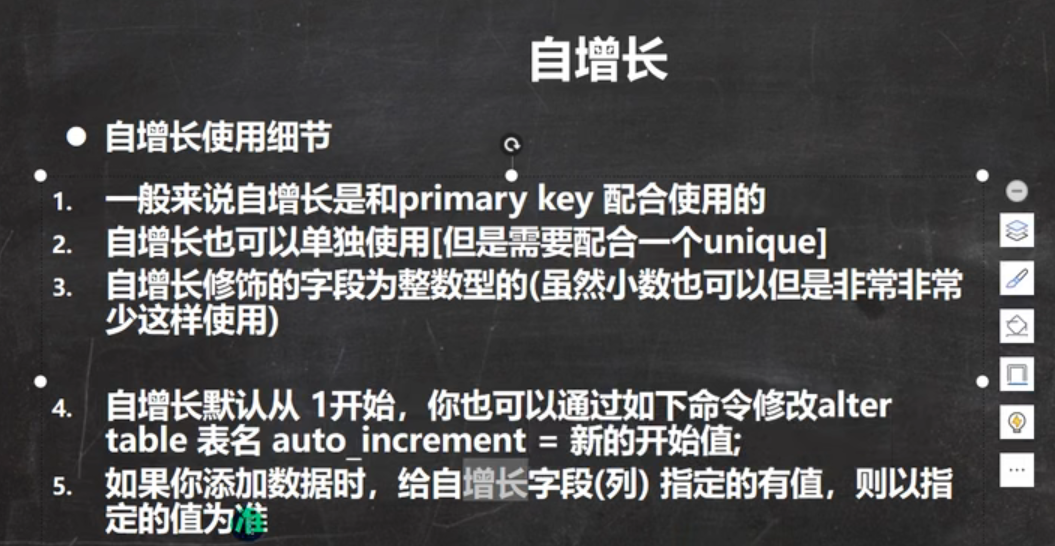 自增长
● 自增长使用细节
1. 一般来说自增长是和primary key 配合使用的
2. 自增长也可以单独使用[但是需要配合一个unique]
3. 自增长修饰的字段为整数型的(虽然小数也可以但是非常非常
少这样使用)
4. 自增长默认从 1开始，你也可以通过如下命令修改alter
table 表名 auto_increment = 新的开始值;
5. 如果你添加数据时，给自增长字段(列) 指定的有值，则以指
定的值为准